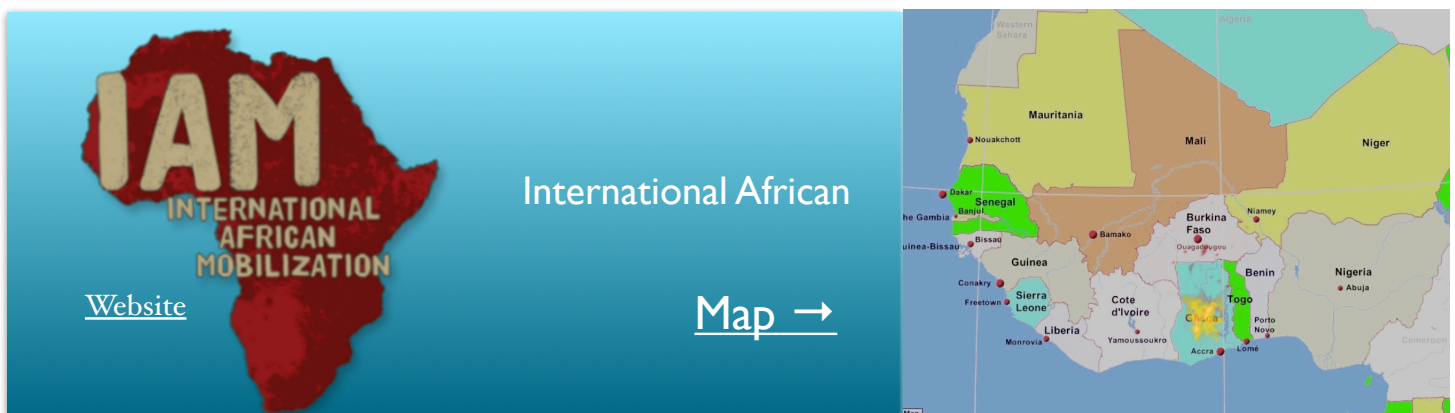 IAM
INTERNATIONAL
AFRICAN
MOBILIZATION
Website
International African
Map →
Western
Sahara
Algeria
Mauritania
Nouakchott
Mali
Niger
Dakar
Senegal
he Gambia
Banjul
Burkina
Faso
Niamey
Bamako
Ouagadougou
uinea-Bissau
Bissau
Guinea
Benin
Nigeria
Abuja
Conakry
Sierra
Leone
Freetown
Cote
d'Ivoire
Ghana
Togo
Porto
Novo
Liberia
Monrovia
Yamoussoukro
Accra
Lomé
Cameroon
Map